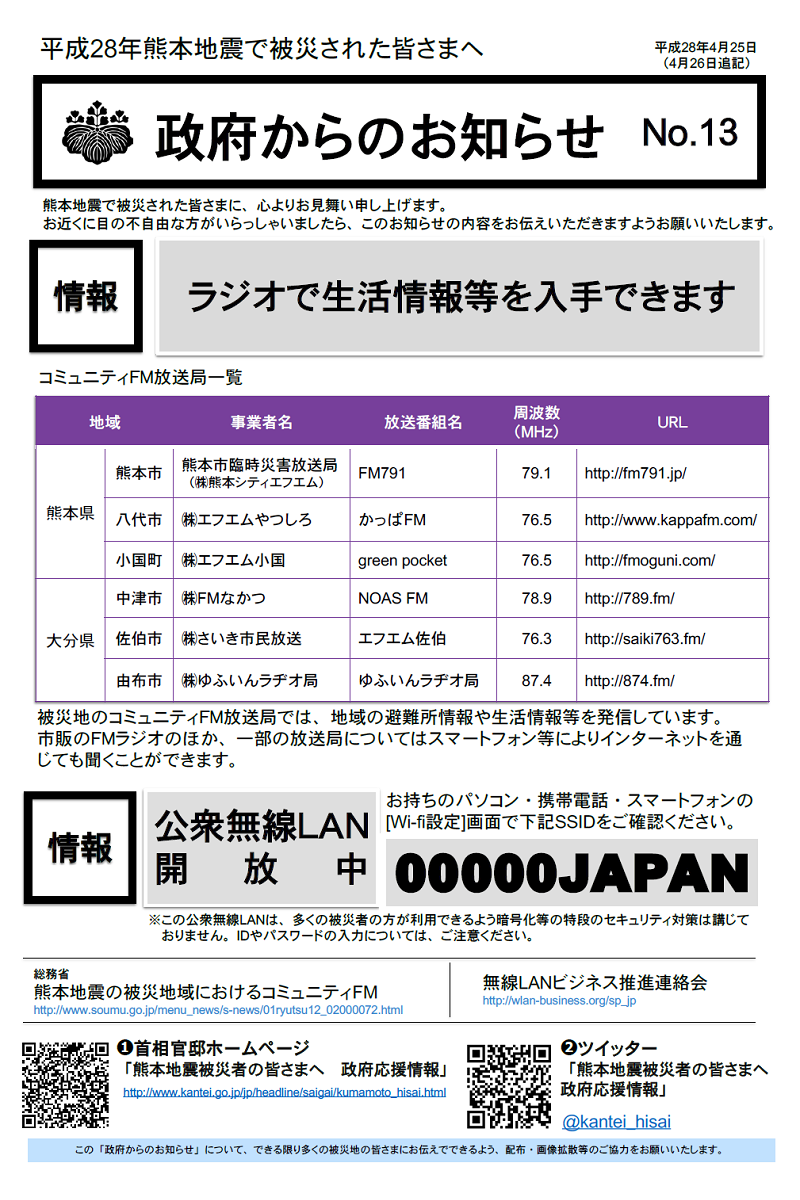 平成28年熊本地震で被災された皆さまへ
平成28年4月25日
（4月26日追記）
政府からのお知らせ No.13
熊本地震で被災された皆さまに、心よりお見舞い申し上げます。
お近くに目の不自由な方がいらっしゃいましたら、このお知らせの内容をお伝えいただきますようお願いいたします。
情報
ラジオで生活情報等を入手できます
コミュニティFM放送局一覧
地域 事業者名 放送番組名 周波数（MHz） URL
熊本県
熊本市 熊本市臨時災害放送局（㈱熊本シティエフエム） FM791 79.1 http://fm791.jp/
八代市 ㈱エフエムやつしろ かっぱFM 76.5 http://www.kappafm.com/
小国町 ㈱エフエム小国 green pocket 76.5 http://fmoguni.com/
大分県
中津市 ㈱FMなかつ NOAS FM 78.9 http://789.fm/
佐伯市 ㈱さいき市民放送 エフエム佐伯 76.3 http://saiki763.fm/
由布市 ㈱ゆふいんラヂオ局 ゆふいんラヂオ局 87.4 http://874.fm/
被災地のコミュニティFM放送局では、地域の避難所情報や生活情報等を発信しています。
市販のFMラジオのほか、一部の放送局についてはスマートフォン等によりインターネットを通
じても聞くことができます。
情報
公衆無線LAN
開放中
お持ちのパソコン・携帯電話・スマートフォンの
[Wi-fi設定]画面で下記SSIDをご確認ください。
00000JAPAN
※この公衆無線LANは、多くの被災者の方が利用できるよう暗号化等の特段のセキュリティ対策は講じて
おりません。IDやパスワードの入力については、ご注意ください。
総務省
熊本地震の被災地域におけるコミュニティFM
http://www.soumu.go.jp/menu_news/s-news/01ryutsu12_02000072.html
無線LANビジネス推進連絡会
http://wlan-business.org/sp_jp
❶首相官邸ホームページ
「熊本地震被災者の皆さまへ 政府応援情報」
http://www.kantei.go.jp/jp/headline/saigai/kumamoto_hisai.html
❷ツイッター
「熊本地震被災者の皆さまへ
政府応援情報」
@kantei_hisai
この「政府からのお知らせ」について、できる限り多くの被災地の皆さまにお伝えできるよう、配布・画像拡散等のご協力をお願いいたします。